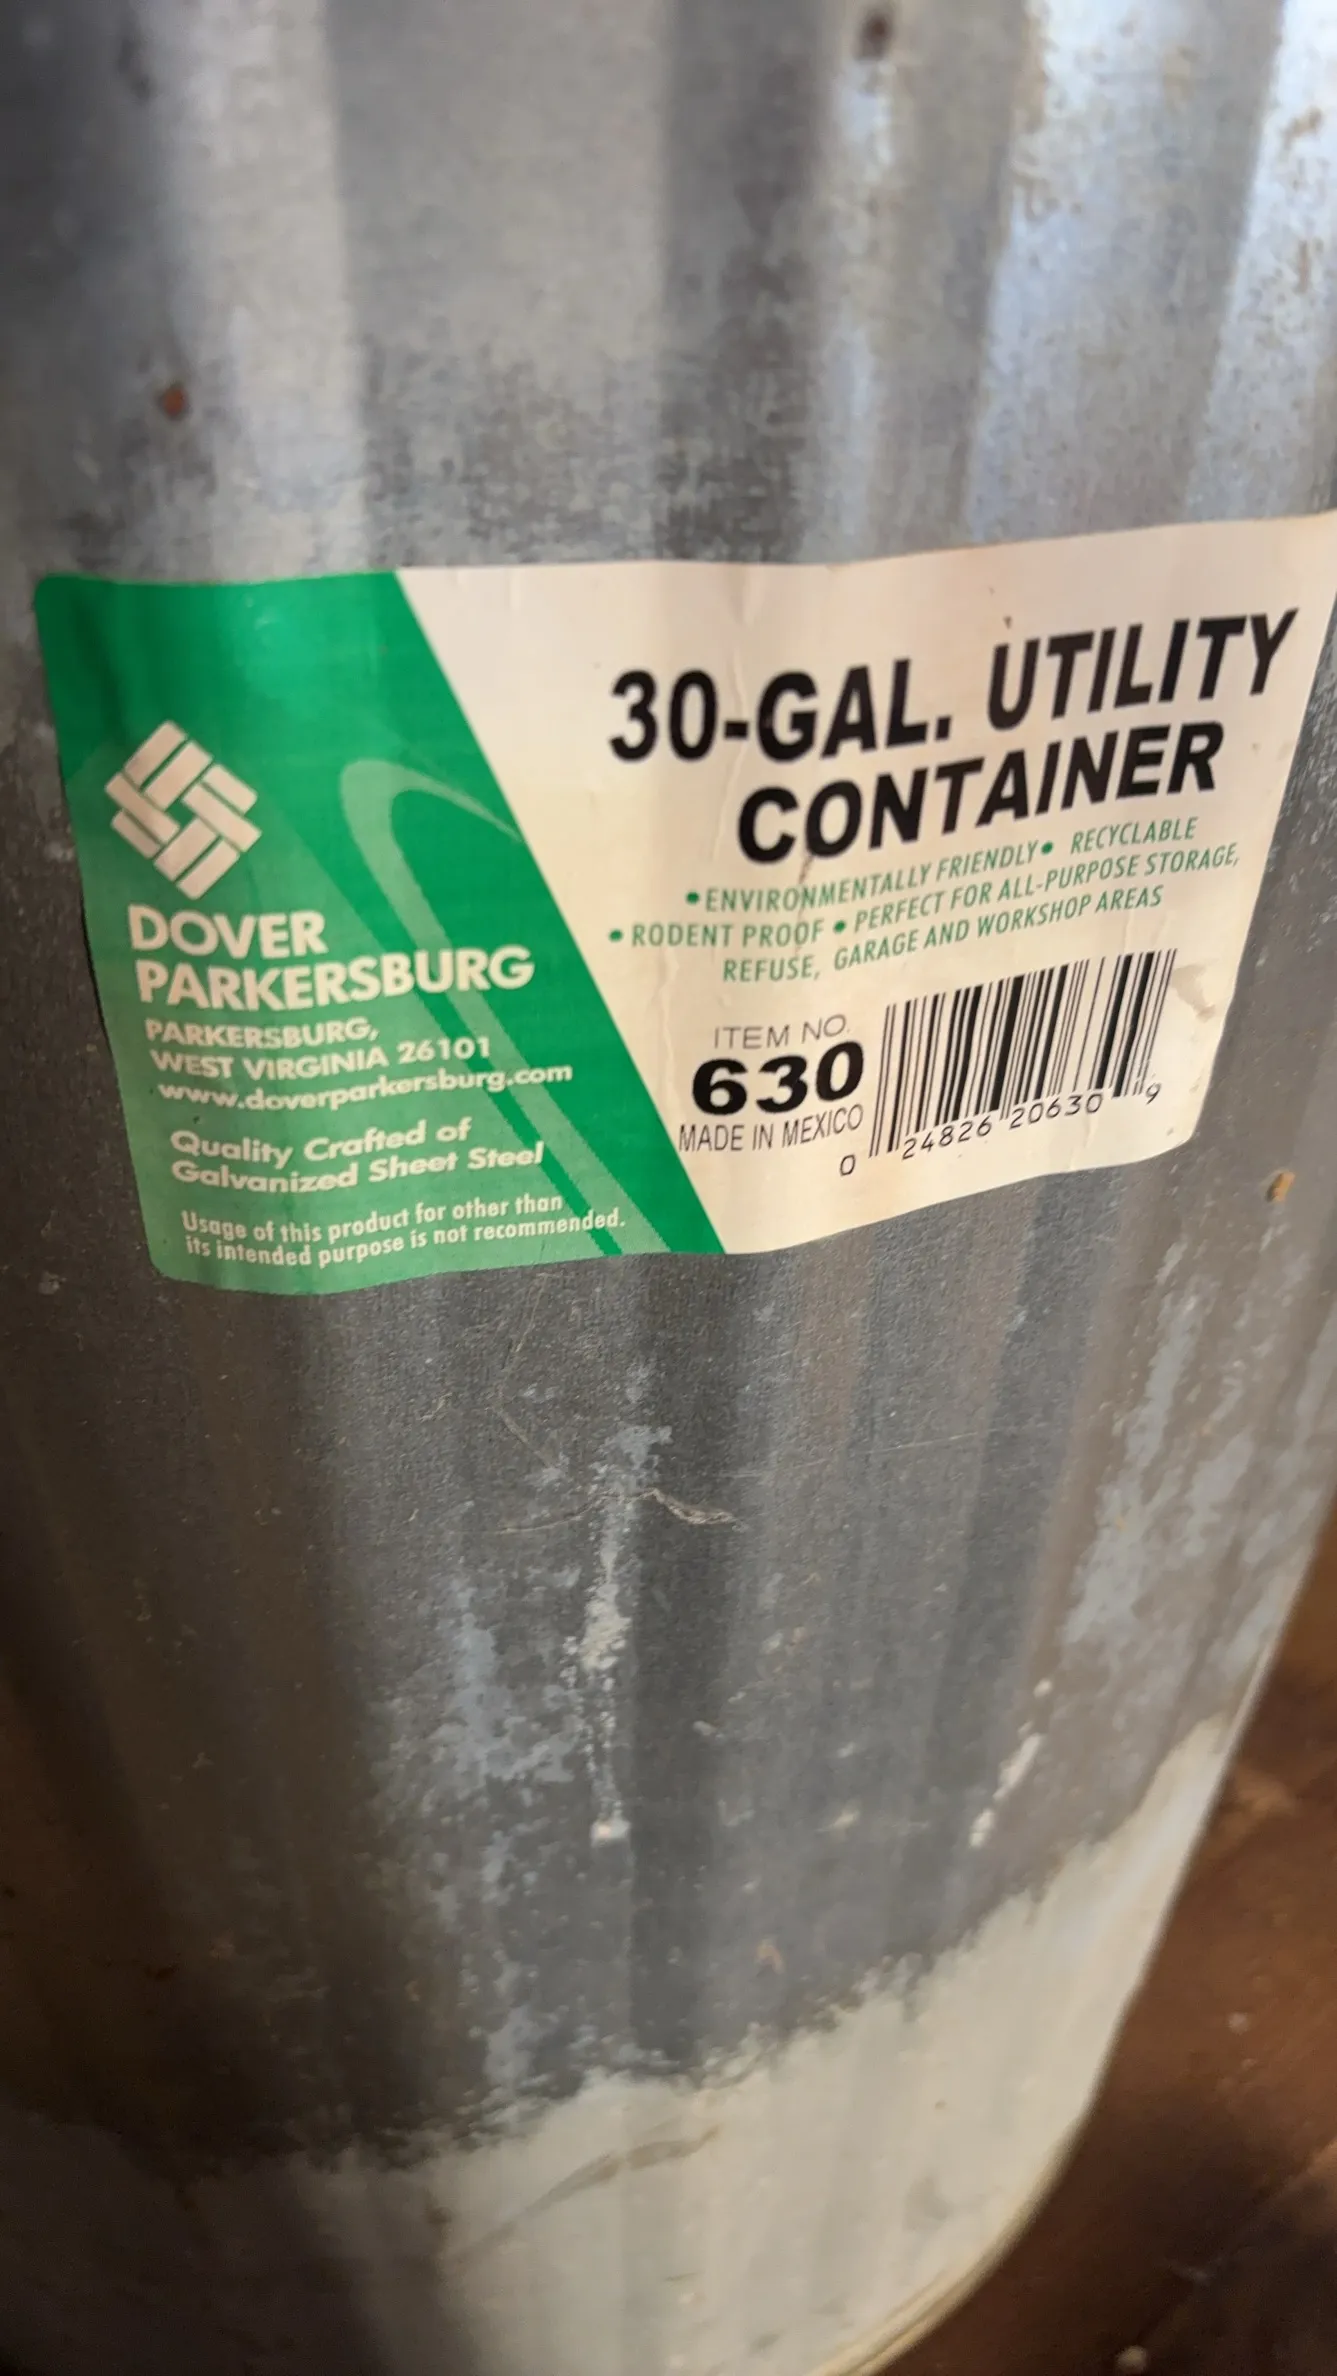 30-GAL. UTILITY
CONTAINER
• ENVIRONMENTALLY FRIENDLY • RECYCLABLE
• RODENT PROOF • PERFECT FOR ALL-PURPOSE STORAGE,
REFUSE, GARAGE AND WORKSHOP AREAS
ITEM NO.
630
MADE IN MEXICO
0 24826 20630 9
DOVER
PARKERSBURG
PARKERSBURG,
WEST VIRGINIA 26101
www.doverparkersburg.com
Quality Crafted of
Galvanized Sheet Steel
Usage of this product for other than
its intended purpose is not recommended.